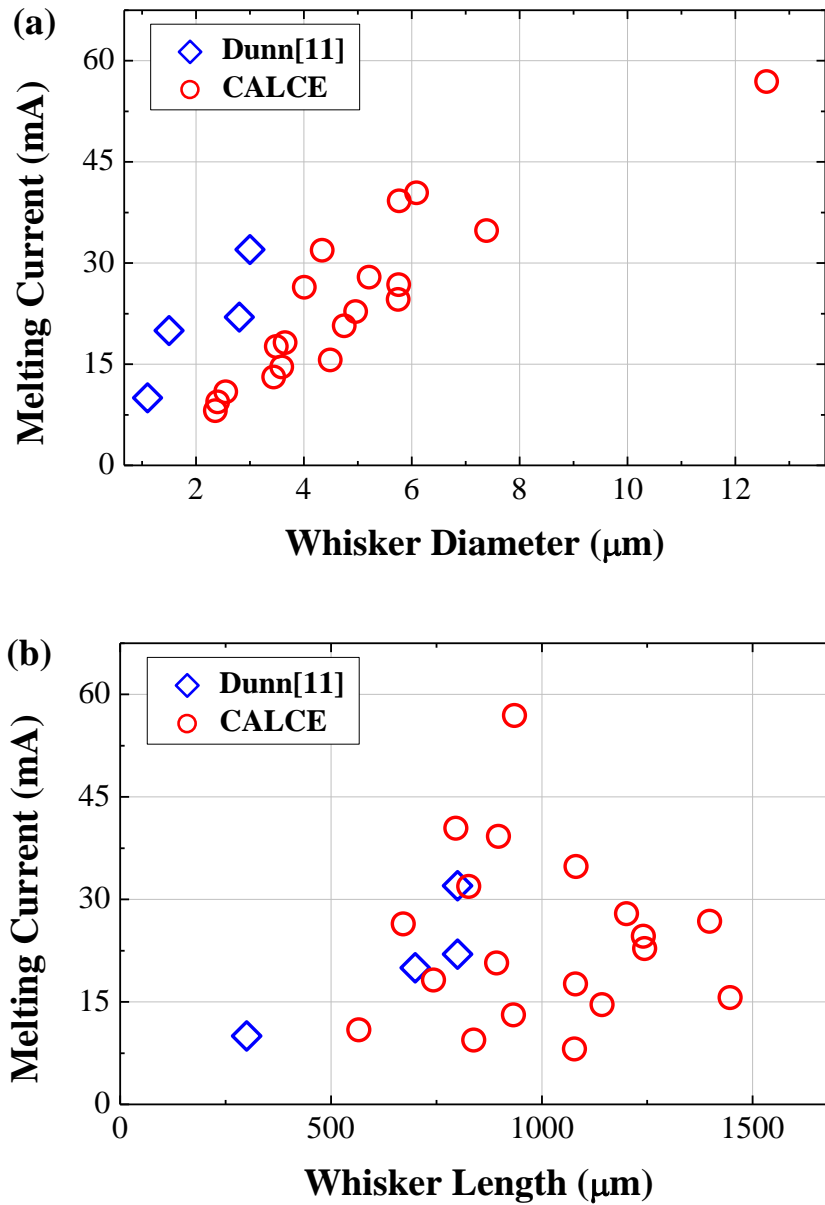 (a)
Dunn[11]
CALCE
60
45
30
15
0
Melting Current (mA)
2 4 6 8 10 12
Whisker Diameter (μm)
(b)
Dunn[11]
CALCE
60
45
30
15
0
Melting Current (mA)
0 500 1000 1500
Whisker Length (μm)